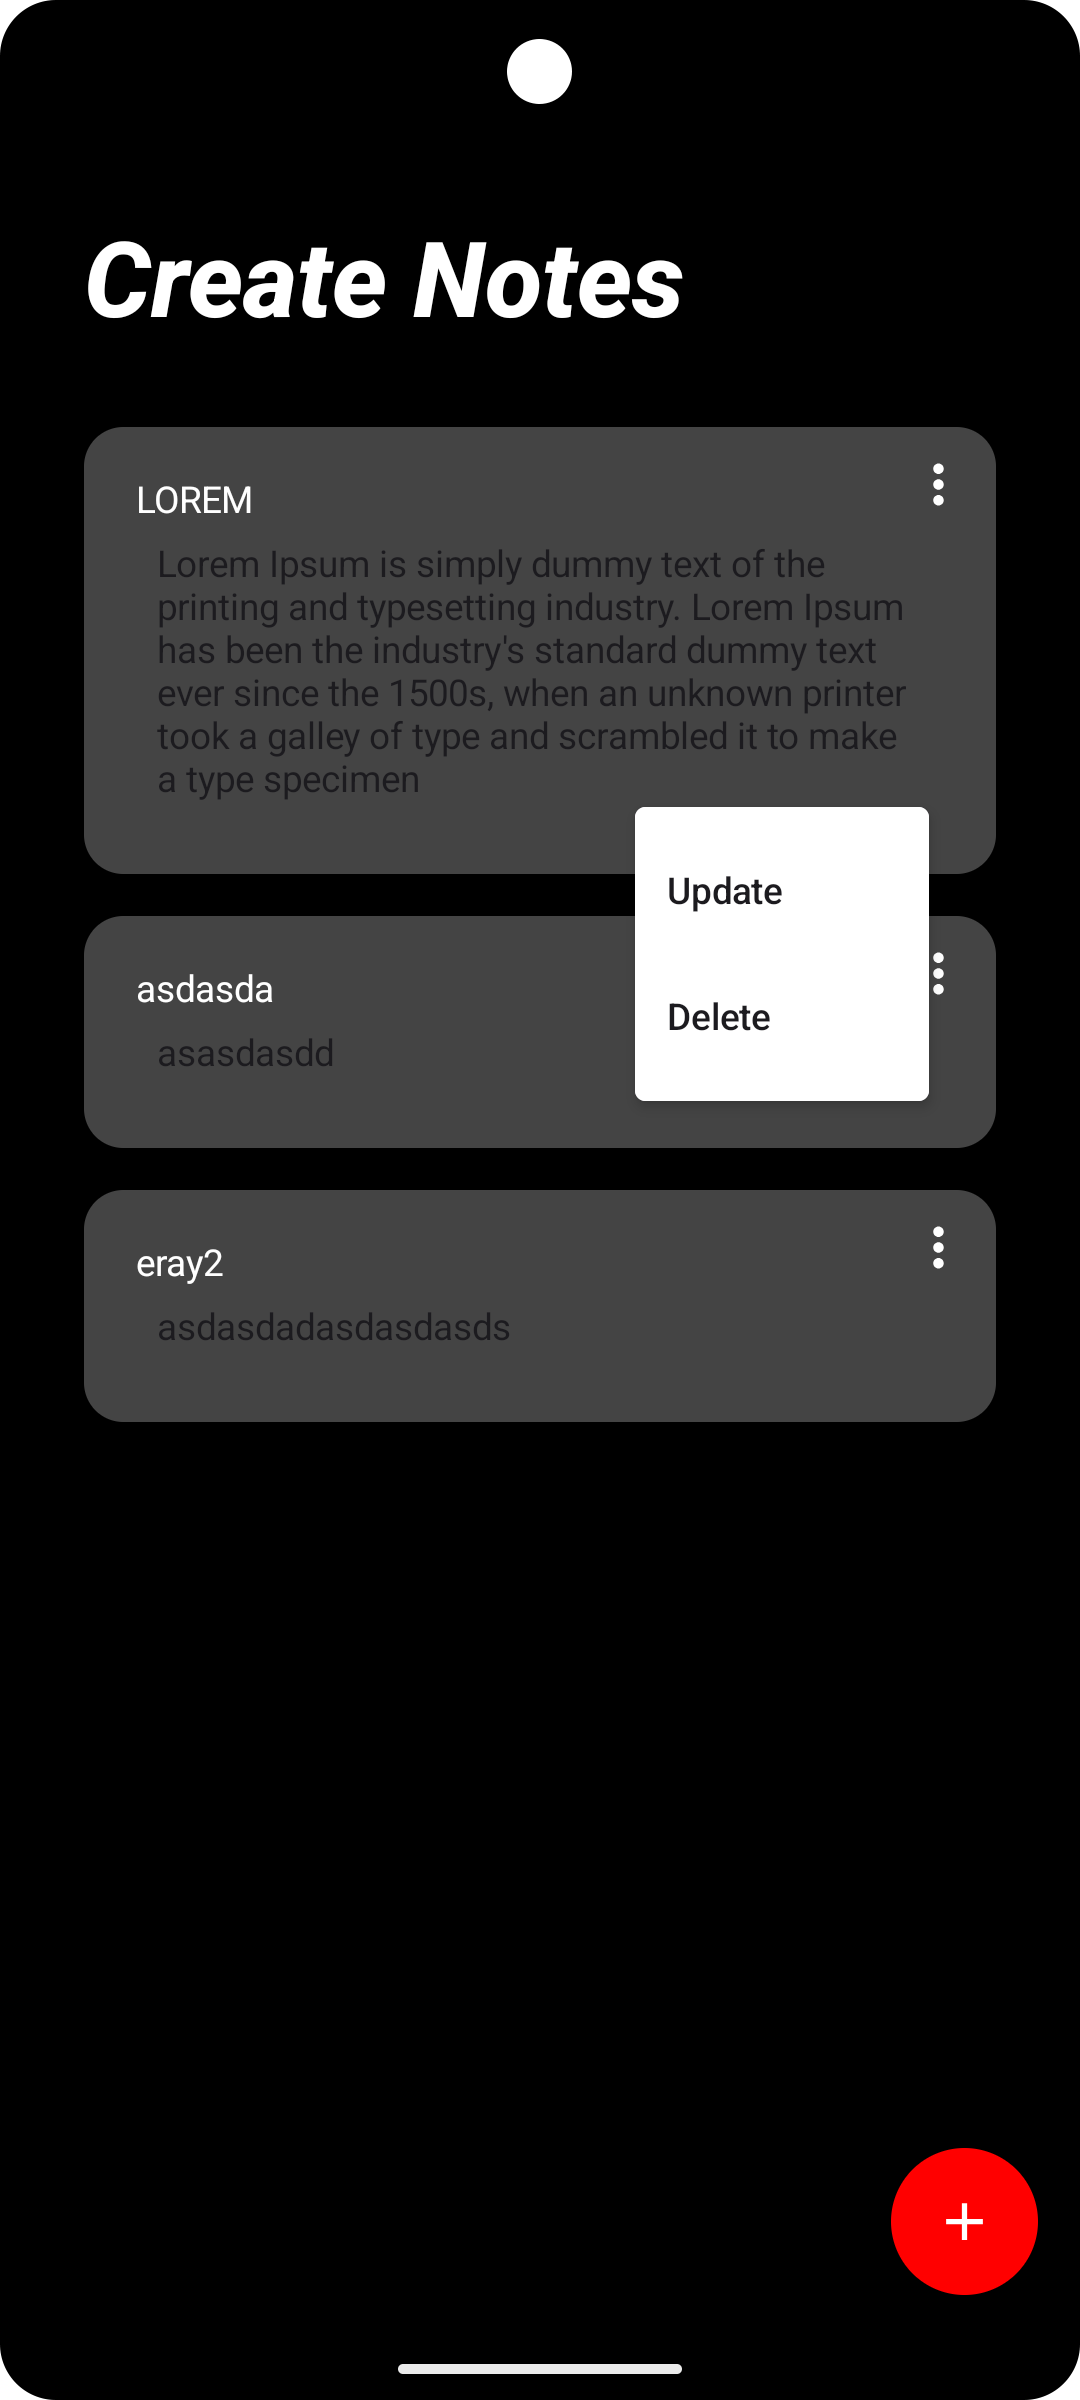 Create Notes
LOREM
Lorem Ipsum is simply dummy text of the
printing and typesetting industry. Lorem Ipsum
has been the industry's standard dummy text
ever since the 1500s, when an unknown printer
took a galley of type and scrambled it to make
a type specimen
Update
Delete
asdasda
asasdasdd
eray2
asdasdadasdasdasds